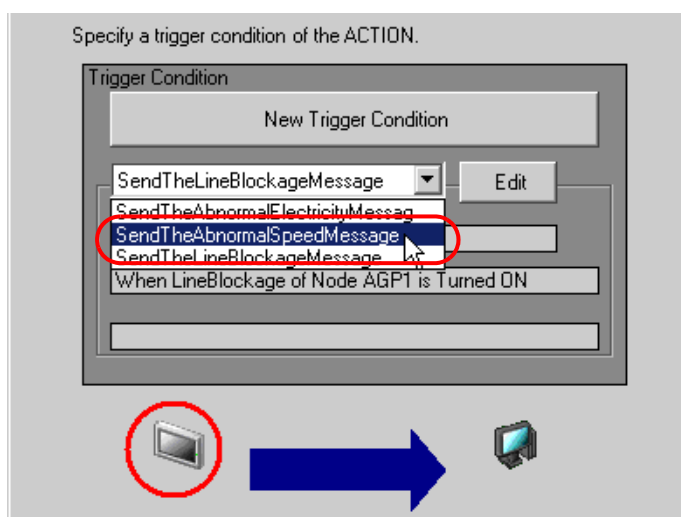 Specify a trigger condition of the ACTION.
Trigger Condition
New Trigger Condition
SendTheLineBlockageMessage
Edit
SendTheAbnormalElectricityMessag
SendTheAbnormalSpeedMessage
SendTheLineBlockageMessage
When LineBlockage of Node AGP1 is Turned ON